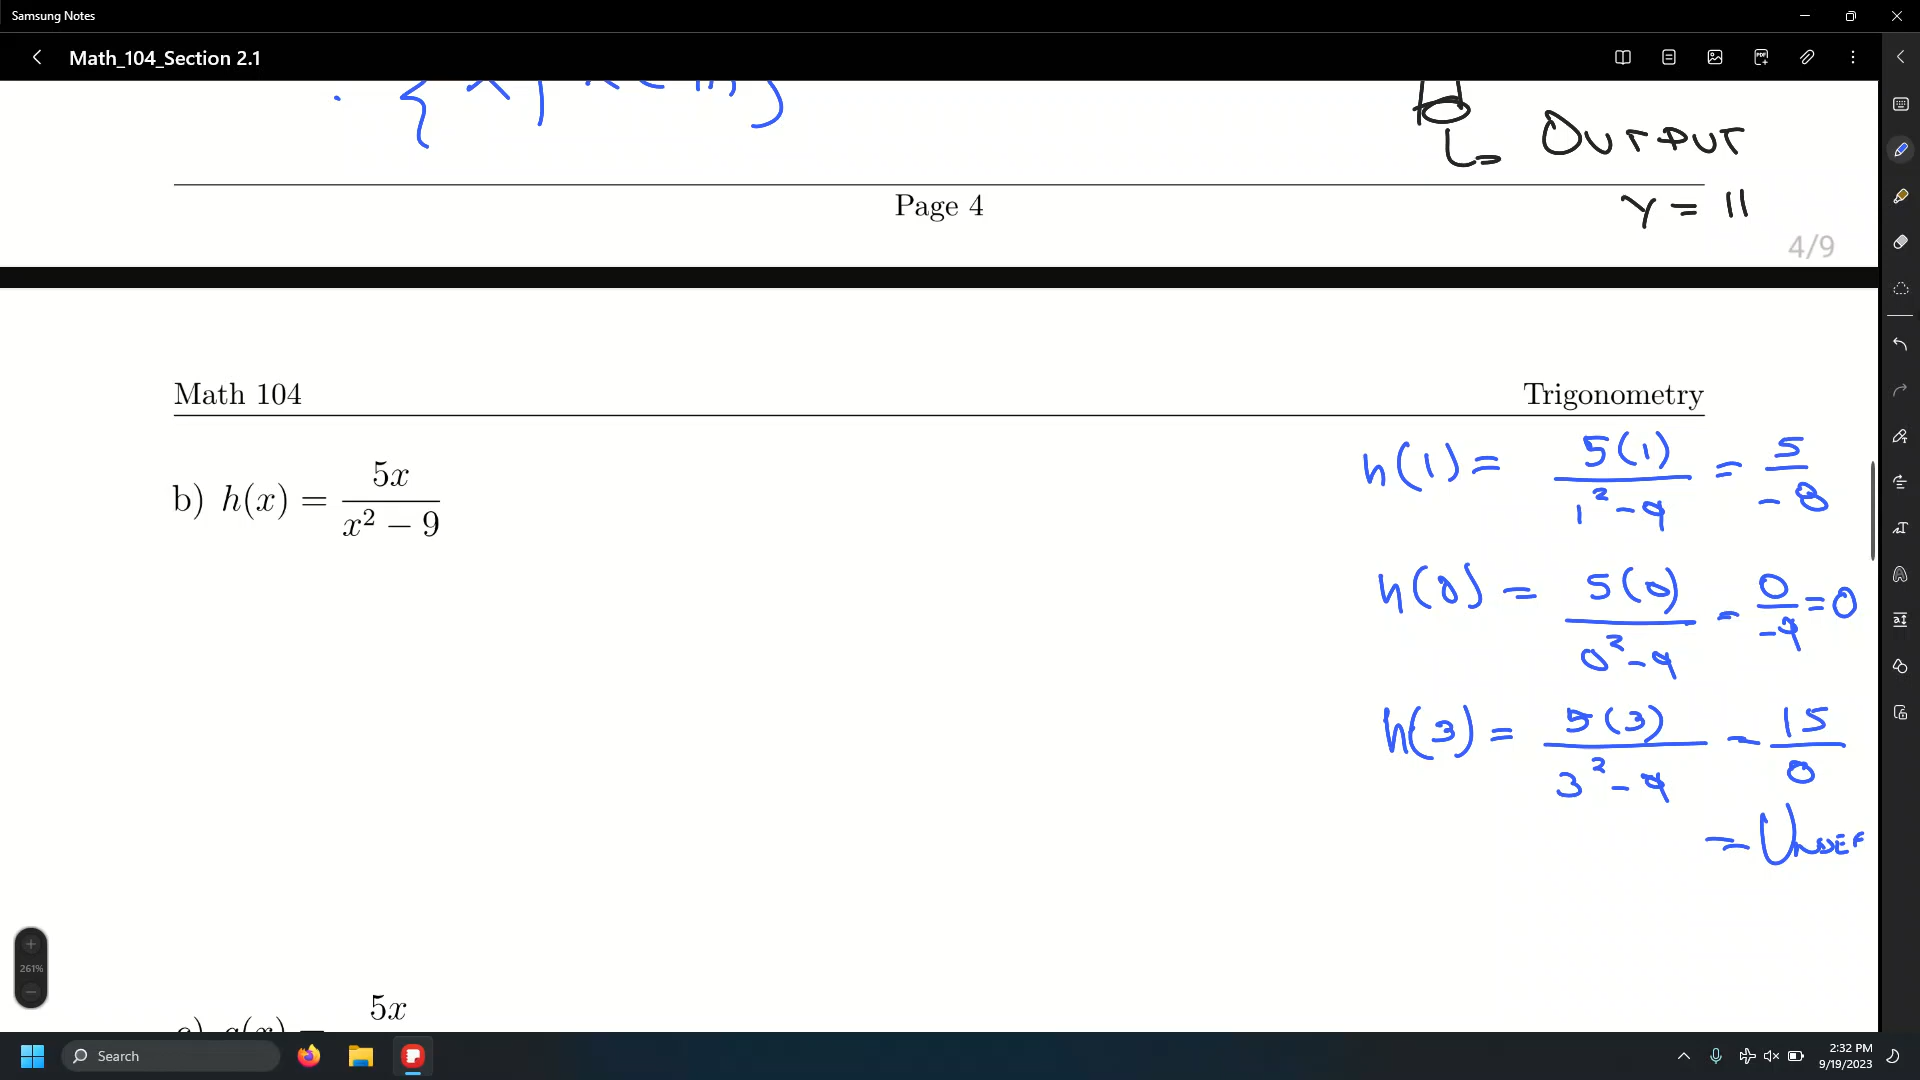 Samsung Notes
Math_104_Section 2.1
OUTPUT
Page 4
y = 11
4/9
Math 104 Trigonometry
b) h(x) = 5x / (x² − 9)
h(1) = 5(1) / (1² − 9) = 5 / −8
h(0) = 5(0) / (0² − 9) = 0 / −9 = 0
h(3) = 5(3) / (3² − 9) = 15 / 0
= UNDEF
261%
5x
Search
2:32 PM
9/19/2023